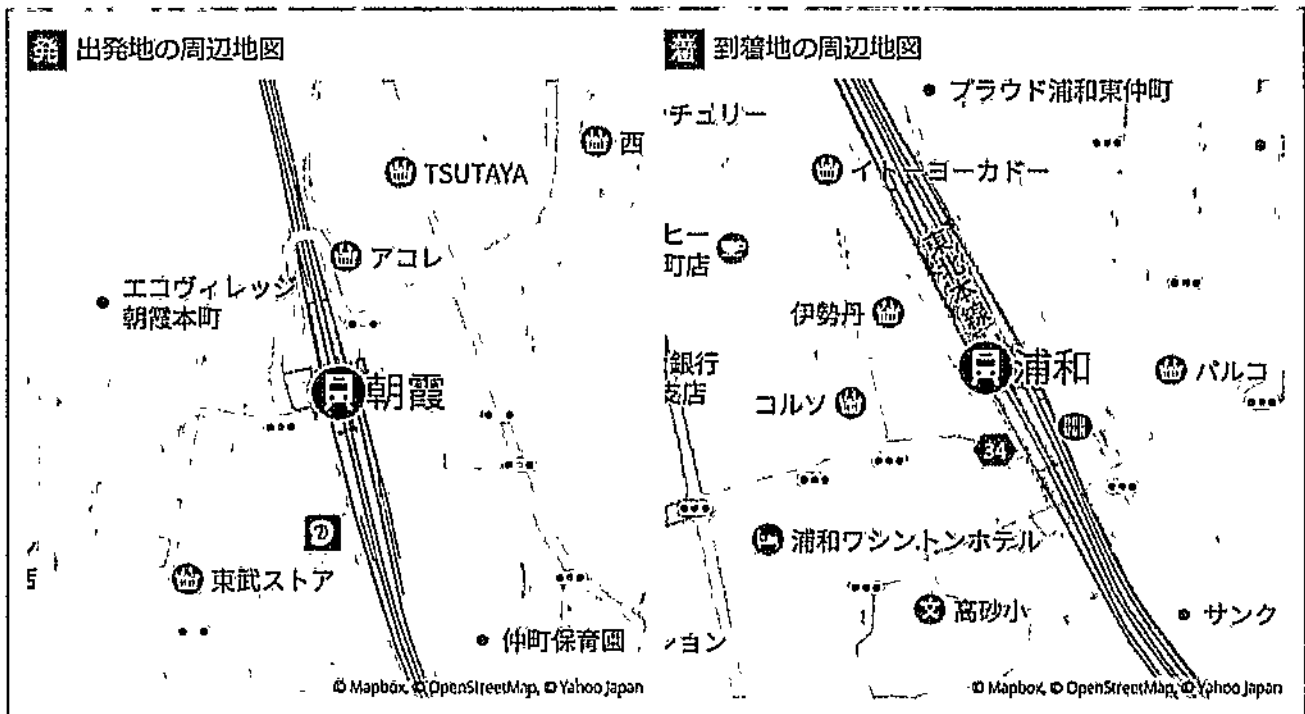 発 出発地の周辺地図
TSUTAYA
西
アコレ
エコヴィレッジ
朝霞本町
朝霞
東武ストア
仲町保育園
© Mapbox, © OpenStreetMap, © Yahoo Japan
着 到着地の周辺地図
プラウド浦和東仲町
チュリー
イトーヨーカドー
ヒー
町店
東北本線
伊勢丹
浦和
パルコ
銀行
支店
コルソ
34
浦和ワシントンホテル
高砂小
サンク
ション
© Mapbox, © OpenStreetMap, © Yahoo Japan